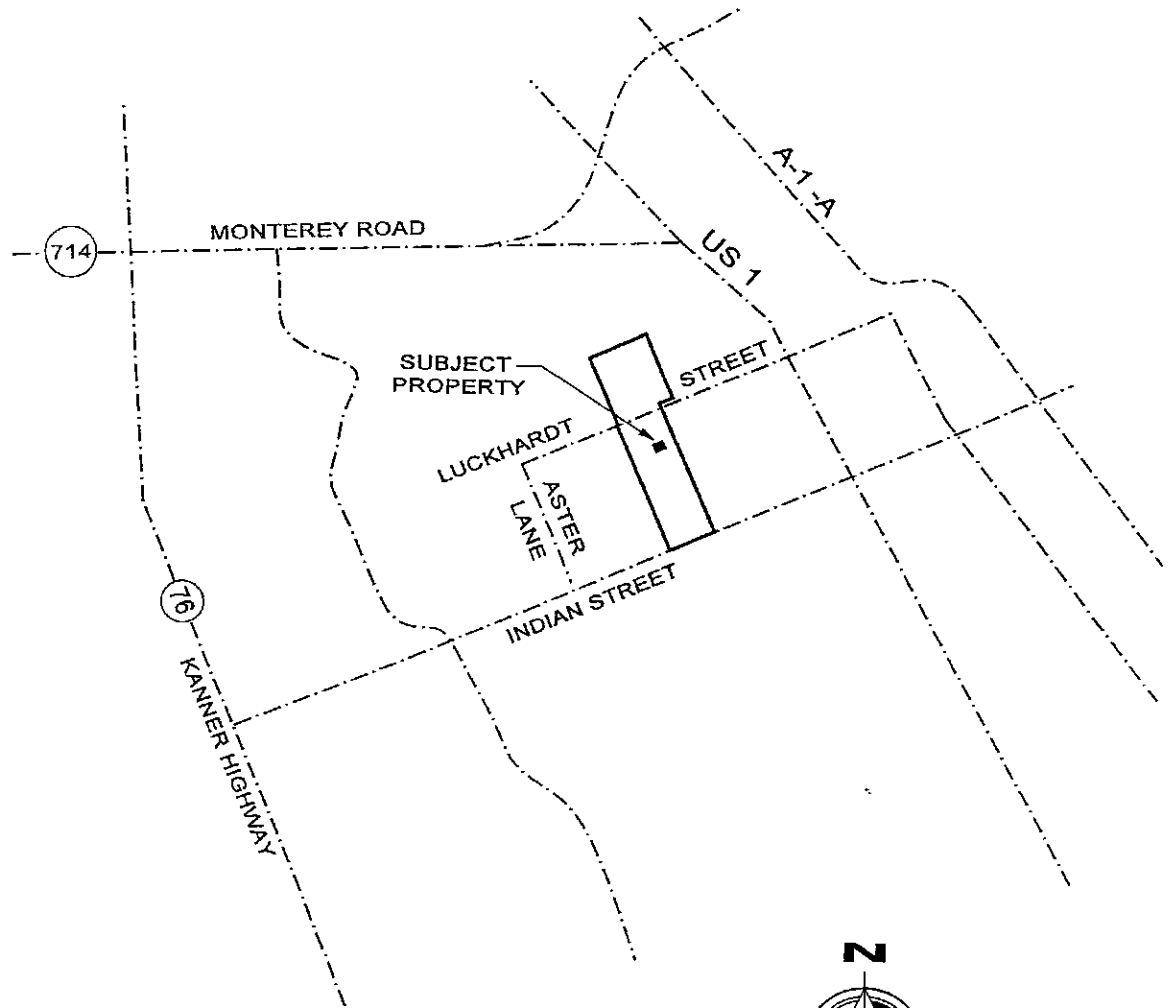 A-1-A
MONTEREY ROAD
714
US 1
SUBJECT
PROPERTY
STREET
LUCKHARDT
ASTER
LANE
INDIAN STREET
76
KANNER HIGHWAY
N